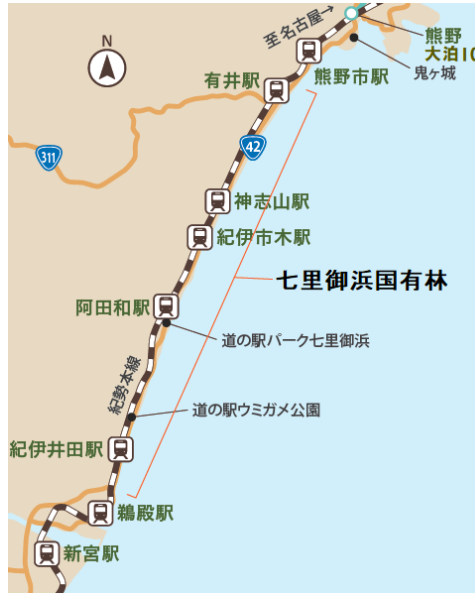 至名古屋→
熊野
大泊IC
鬼ヶ城
N
熊野市駅
有井駅
311
42
神志山駅
紀伊市木駅
七里御浜国有林
阿田和駅
道の駅パーク七里御浜
紀勢本線
道の駅ウミガメ公園
紀伊井田駅
鵜殿駅
新宮駅